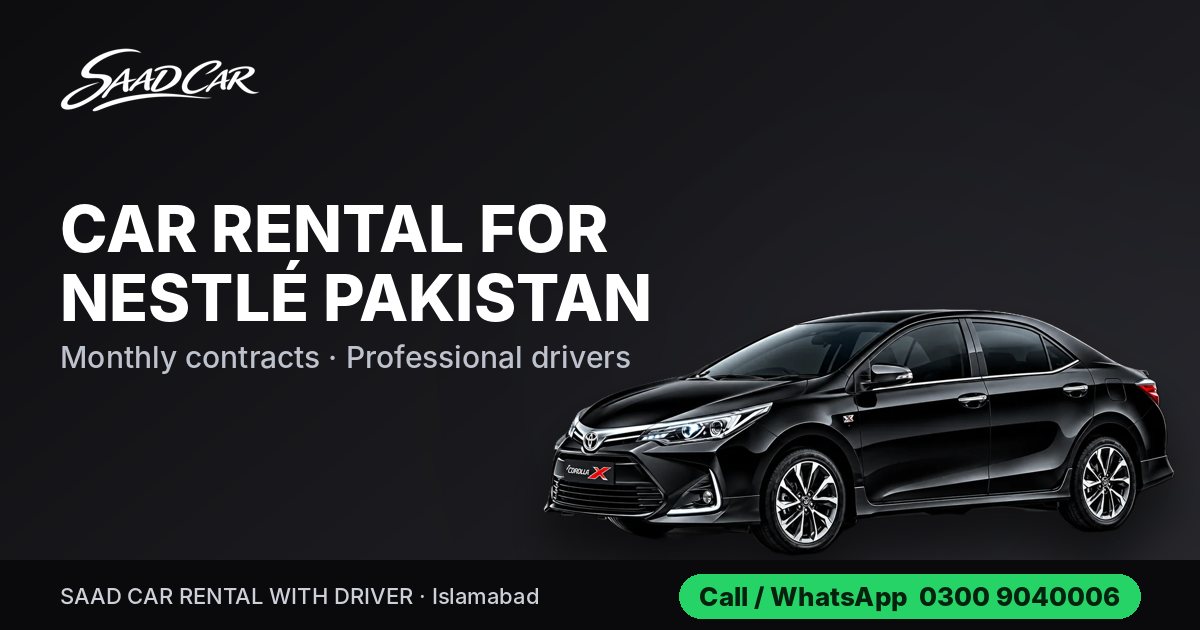 SAAD CAR
CAR RENTAL FOR
NESTLÉ PAKISTAN
Monthly contracts · Professional drivers
COROLLA X
SAAD CAR RENTAL WITH DRIVER · Islamabad
Call / WhatsApp 0300 9040006